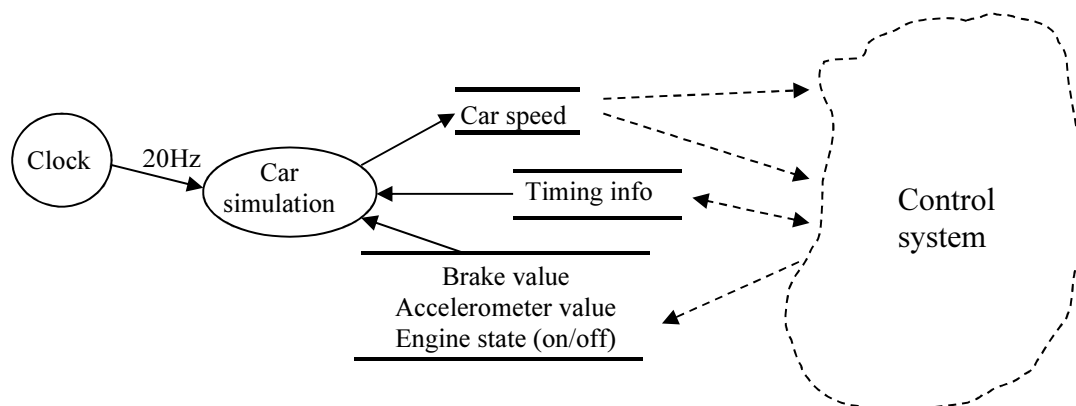 Clock
20Hz
Car
simulation
Car speed
Timing info
Brake value
Accelerometer value
Engine state (on/off)
Control
system